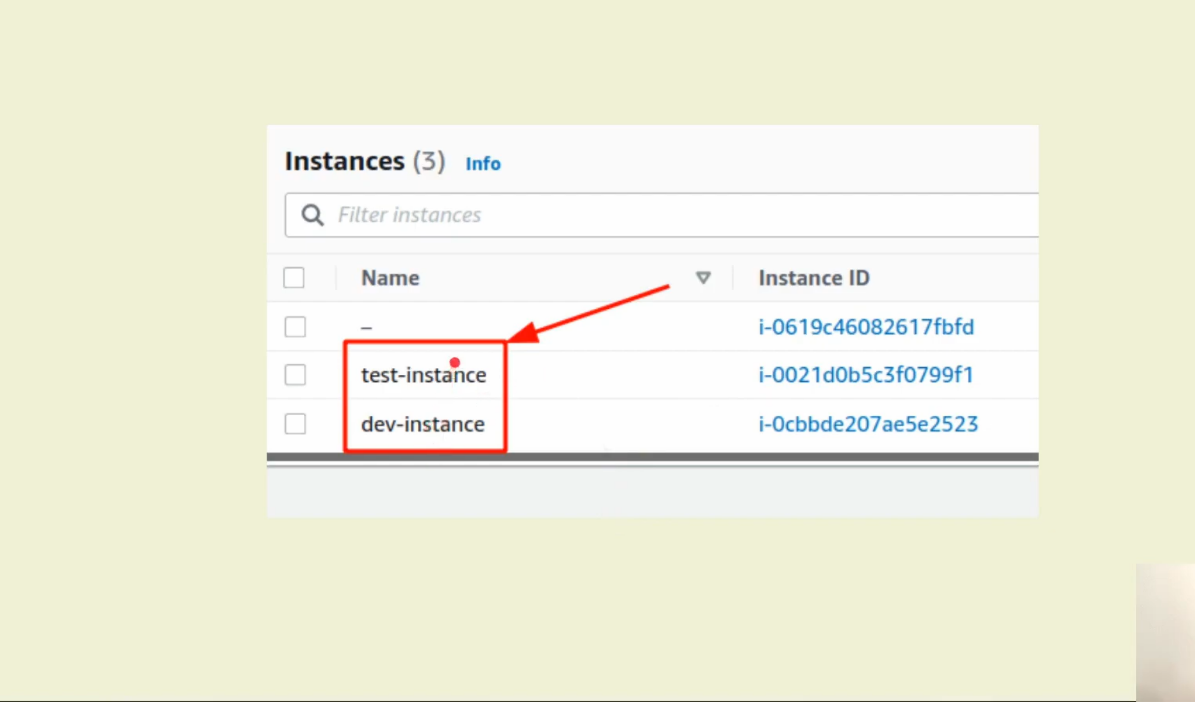 Instances (3) Info
Filter instances
Name Instance ID
– i-0619c46082617fbfd
test-instance i-0021d0b5c3f0799f1
dev-instance i-0cbbde207ae5e2523